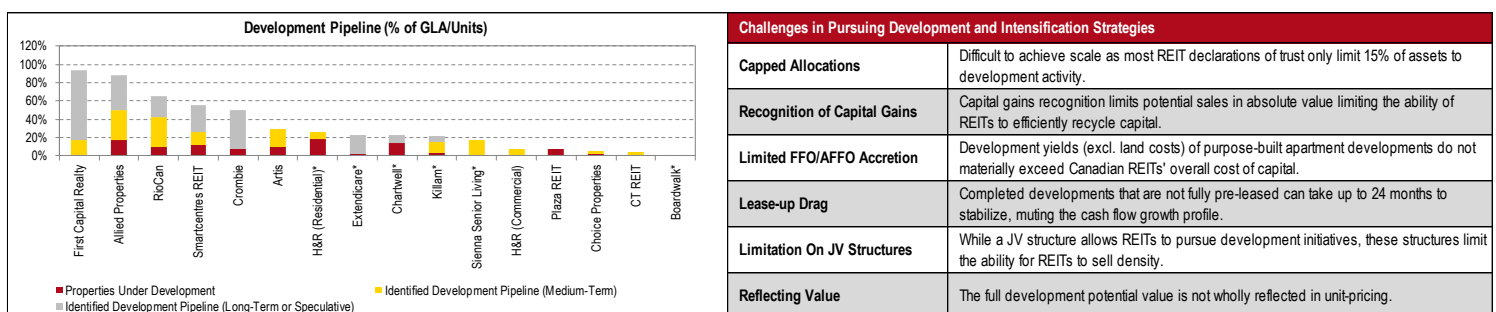 Development Pipeline (% of GLA/Units)
120%
100%
80%
60%
40%
20%
0%
First Capital Realty
Allied Properties
RioCan
Smartcentres REIT
Crombie
Artis
H&R (Residential)*
Extendicare*
Chartwell*
Killam*
Sienna Senior Living*
H&R (Commercial)
Plaza REIT
Choice Properties
CT REIT
Boardwalk*
Properties Under Development
Identified Development Pipeline (Medium-Term)
Identified Development Pipeline (Long-Term or Speculative)
Challenges in Pursuing Development and Intensification Strategies
Capped Allocations
Difficult to achieve scale as most REIT declarations of trust only limit 15% of assets to
development activity.
Recognition of Capital Gains
Capital gains recognition limits potential sales in absolute value limiting the ability of
REITs to efficiently recycle capital.
Limited FFO/AFFO Accretion
Development yields (excl. land costs) of purpose-built apartment developments do not
materially exceed Canadian REITs' overall cost of capital.
Lease-up Drag
Completed developments that are not fully pre-leased can take up to 24 months to
stabilize, muting the cash flow growth profile.
Limitation On JV Structures
While a JV structure allows REITs to pursue development initiatives, these structures limit
the ability for REITs to sell density.
Reflecting Value
The full development potential value is not wholly reflected in unit-pricing.